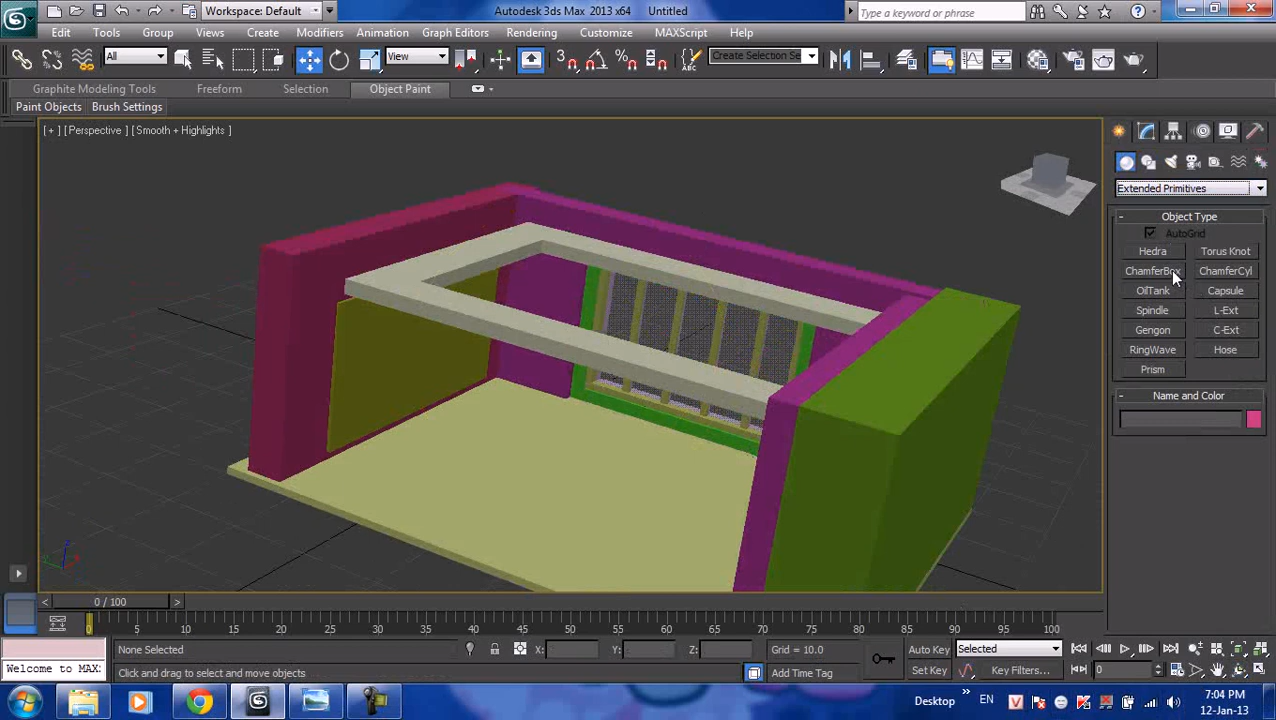 Workspace: Default
Autodesk 3ds Max  2013 x64     Untitled
Type a keyword or phrase
Edit
Tools
Group
Views
Create
Modifiers
Animation
Graph Editors
Rendering
Customize
MAXScript
Help
All
View
3
Create Selection Se
Graphite Modeling Tools
Freeform
Selection
Object Paint
Paint Objects
Brush Settings
[ + ] [ Perspective ] [ Smooth + Highlights ]
Extended Primitives
Object Type
AutoGrid
Hedra
Torus Knot
ChamferBox
ChamferCyl
OilTank
Capsule
Spindle
L-Ext
Gengon
C-Ext
RingWave
Hose
Prism
Name and Color
z
x
0 / 100
0
5
10
15
20
25
30
35
40
45
50
55
60
65
70
75
80
85
90
95
100
None Selected
X:
Y:
Z:
Grid = 10.0
Auto Key
Selected
Welcome to MAX
Click and drag to select and move objects
Add Time Tag
Set Key
Key Filters...
0
Desktop
EN
7:04 PM
12-Jan-13